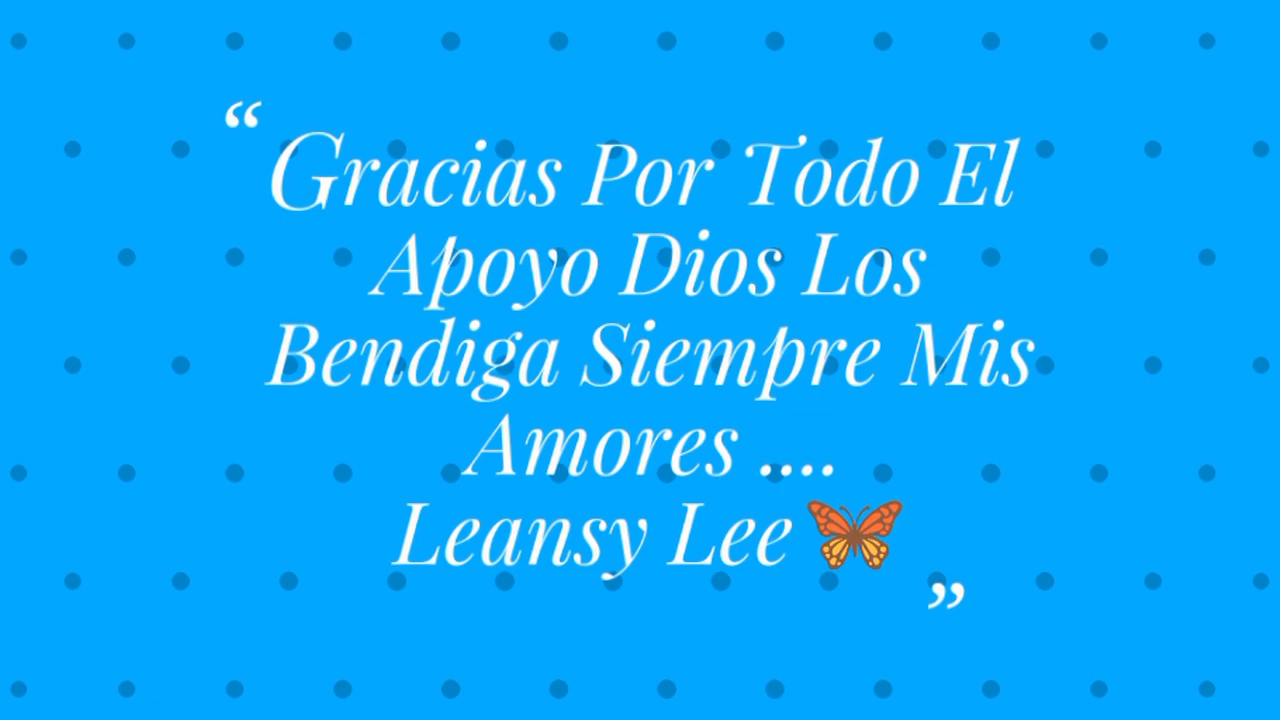 “Gracias Por Todo El
Apoyo Dios Los
Bendiga Siempre Mis
Amores ....
Leansy Lee 🦋
”